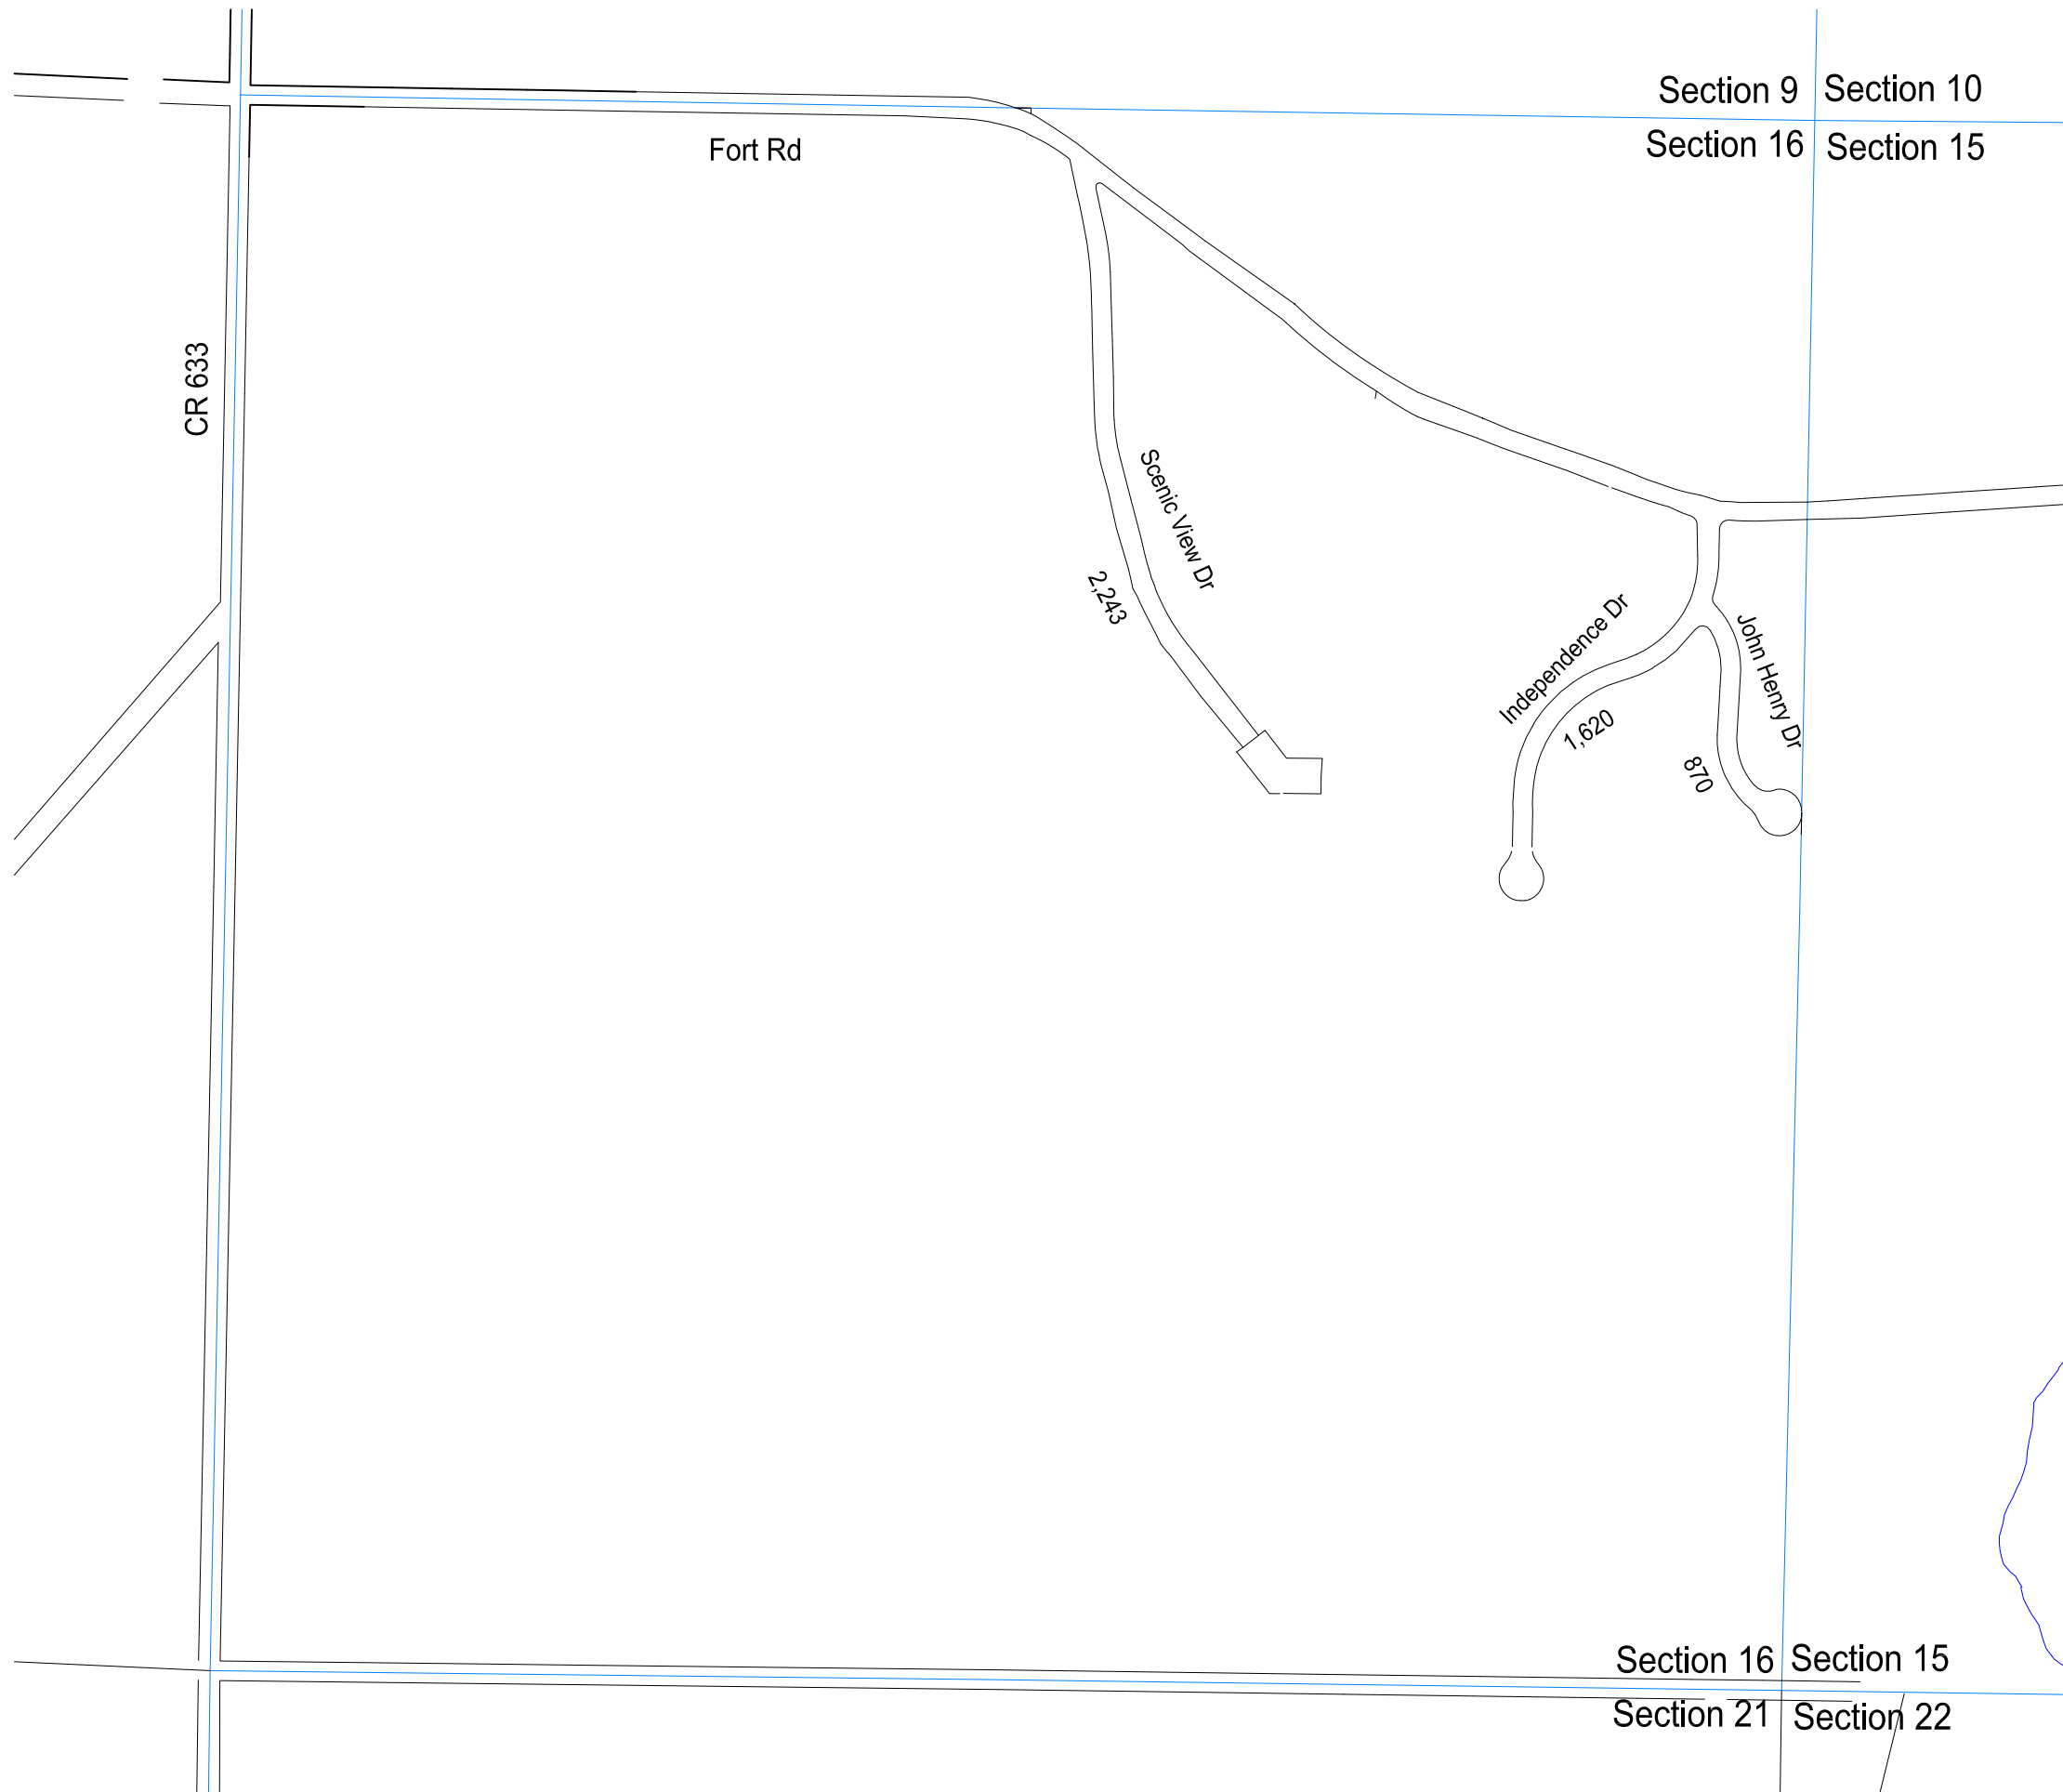 Section 9
Section 10
Section 16
Section 15
Fort Rd
CR 633
Scenic View Dr
2,243
Independence Dr
John Henry Dr
1,620
870
Section 16
Section 15
Section 21
Section 22